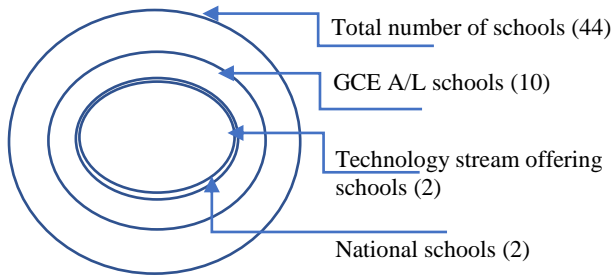 Total number of schools (44)
GCE A/L schools (10)
Technology stream offering
schools (2)
National schools (2)